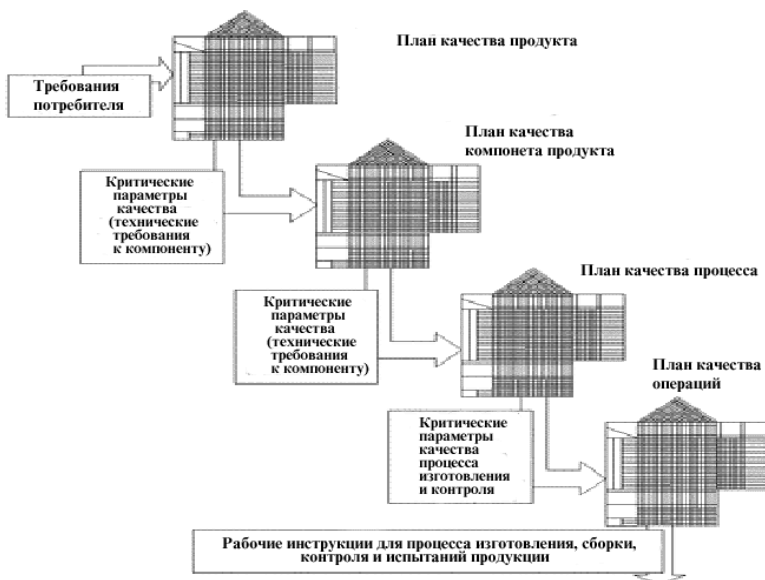 План качества продукта
Требования
потребителя
План качества
компонета продукта
Критические
параметры
качества
(технические
требования
к компоненту)
План качества процесса
Критические
параметры
качества
(технические
требования
к компоненту)
План качества
операций
Критические
параметры
качества
процесса
изготовления
и контроля
Рабочие инструкции для процесса изготовления, сборки,
контроля и испытаний продукции